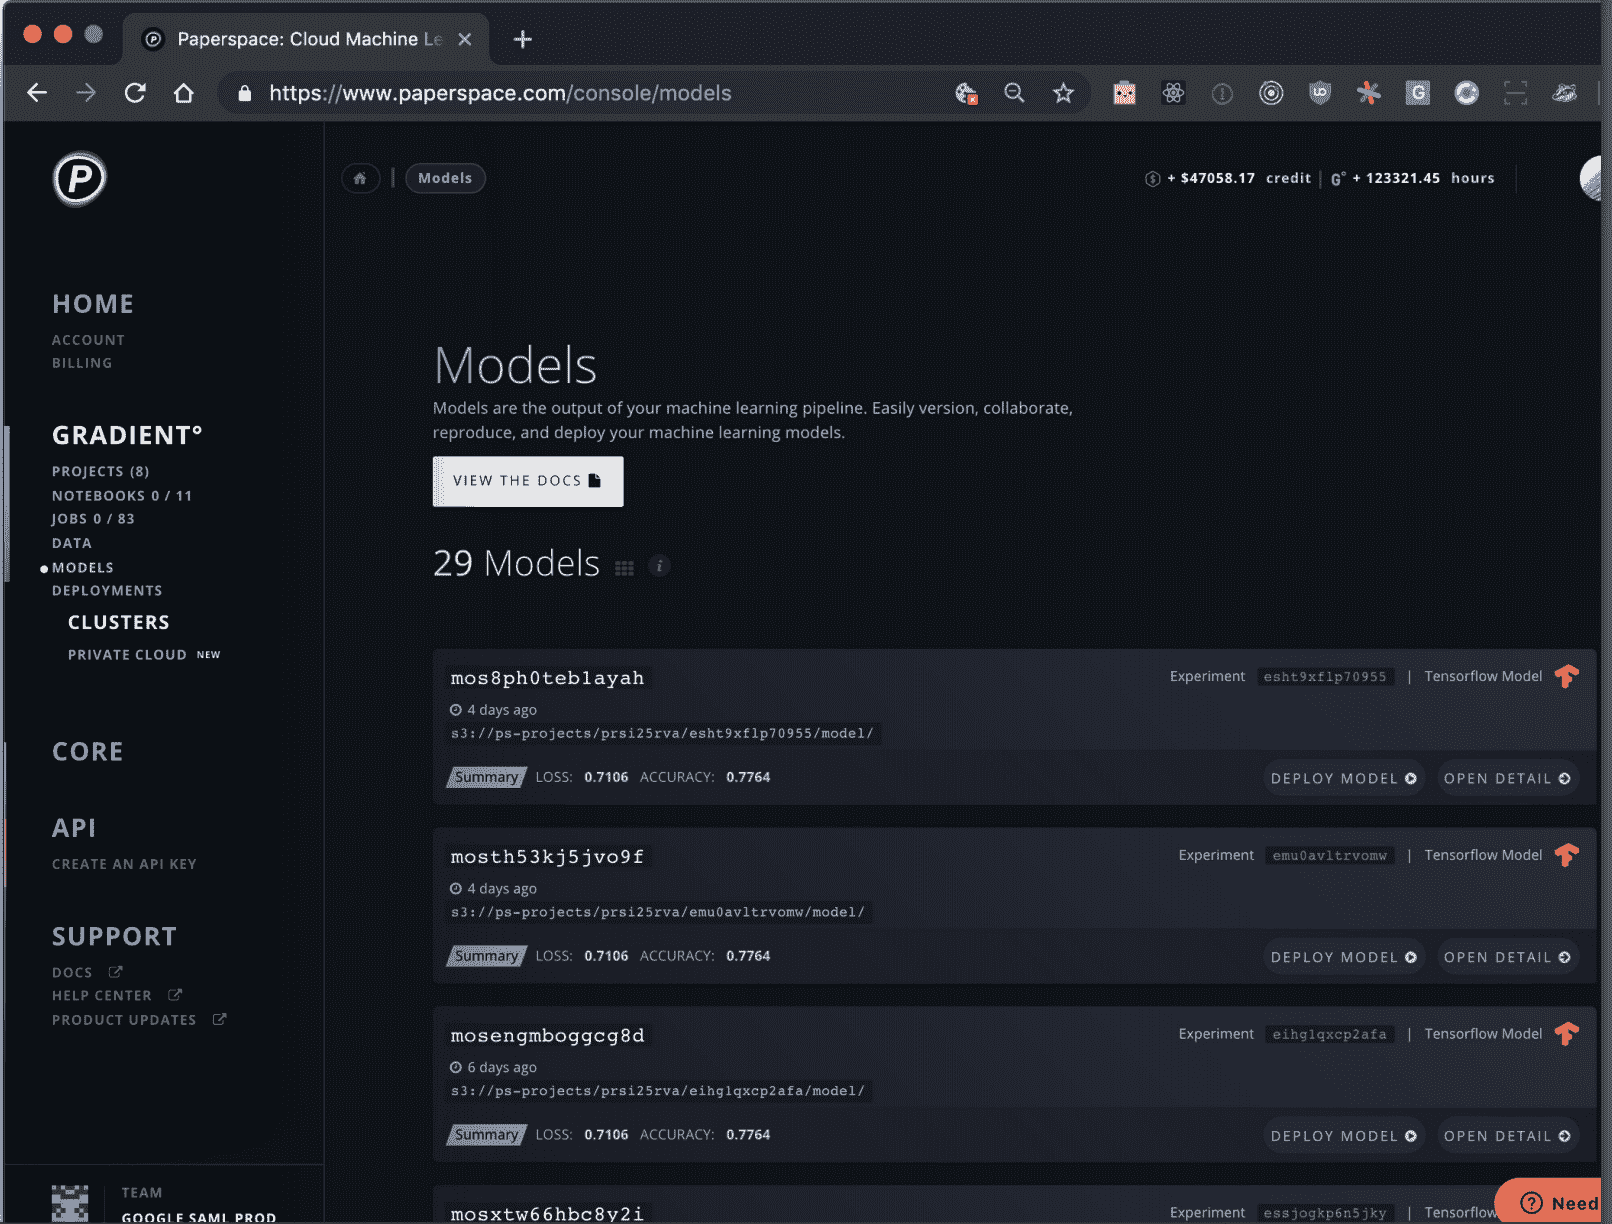 Paperspace: Cloud Machine Le
https://www.paperspace.com/console/models
P
Models
+ $47058.17 credit | G° + 123321.45 hours
HOME
ACCOUNT
BILLING
GRADIENT°
PROJECTS (8)
NOTEBOOKS 0 / 11
JOBS 0 / 83
DATA
MODELS
DEPLOYMENTS
CLUSTERS
PRIVATE CLOUD NEW
CORE
API
CREATE AN API KEY
SUPPORT
DOCS
HELP CENTER
PRODUCT UPDATES
TEAM
GOOGLE SAML PROD
Models
Models are the output of your machine learning pipeline. Easily version, collaborate,
reproduce, and deploy your machine learning models.
VIEW THE DOCS
29 Models
mos8ph0teb1ayah
Experiment esht9xflp70955 | Tensorflow Model
4 days ago
s3://ps-projects/prsi25rva/esht9xflp70955/model/
Summary LOSS: 0.7106 ACCURACY: 0.7764
DEPLOY MODEL OPEN DETAIL
mosth53kj5jvo9f
Experiment emu0avltrvomw | Tensorflow Model
4 days ago
s3://ps-projects/prsi25rva/emu0avltrvomw/model/
Summary LOSS: 0.7106 ACCURACY: 0.7764
DEPLOY MODEL OPEN DETAIL
mosengmboggcg8d
Experiment eihglqxcp2afa | Tensorflow Model
6 days ago
s3://ps-projects/prsi25rva/eihglqxcp2afa/model/
Summary LOSS: 0.7106 ACCURACY: 0.7764
DEPLOY MODEL OPEN DETAIL
mosxtw66hbc8y2i
Experiment essjogkp6n5jky | Tensorflow
Need